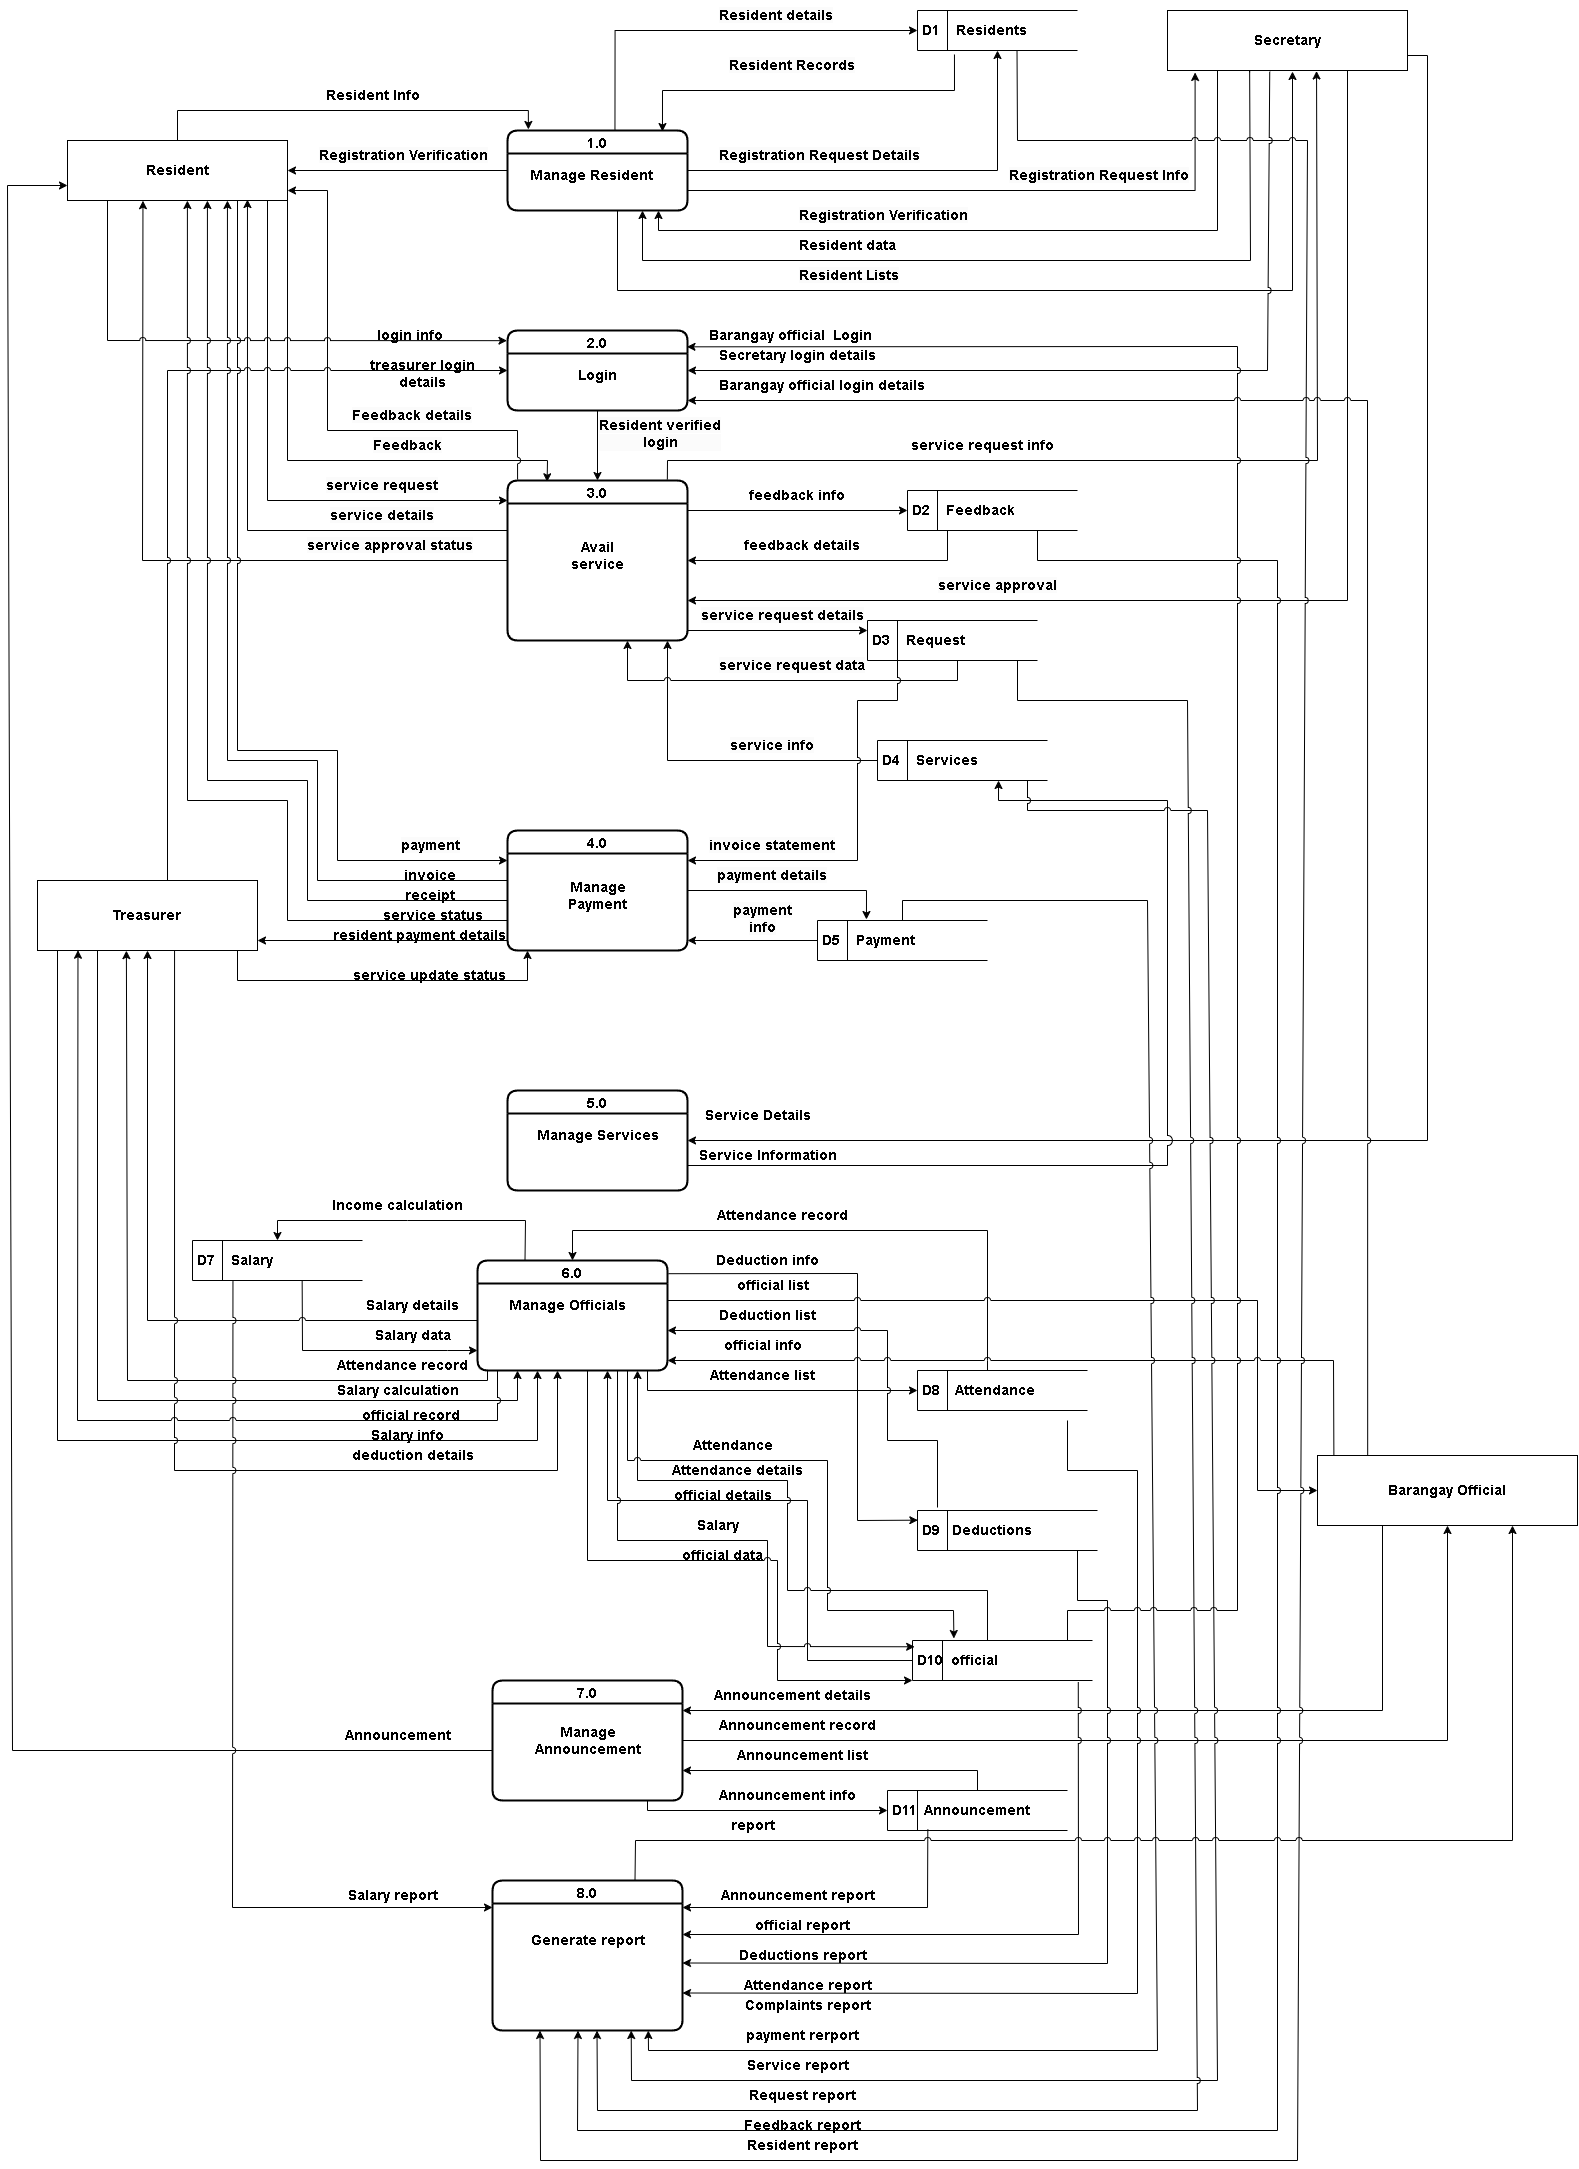 Resident details
D1
Residents
Secretary
Resident Records
Resident Info
1.0
Manage Resident
Resident
Registration Verification
Registration Request Details
Registration Request Info
Registration Verification
Resident data
Resident Lists
login info
2.0
Login
Barangay official  Login
Secretary login details
treasurer login
details
Barangay official login details
Feedback details
Resident verified
login
Feedback
service request info
service request
3.0
Avail
service
feedback info
D2
Feedback
service details
service approval status
feedback details
service approval
service request details
D3
Request
service request data
service info
D4
Services
payment
4.0
Manage
Payment
invoice statement
invoice
payment details
receipt
Treasurer
service status
payment
info
resident payment details
D5
Payment
service update status
5.0
Manage Services
Service Details
Service Information
Income calculation
Attendance record
D7
Salary
6.0
Manage Officials
Deduction info
official list
Salary details
Deduction list
Salary data
official info
Attendance record
Attendance list
D8
Attendance
Salary calculation
official record
Salary info
deduction details
Attendance
Attendance details
official details
Barangay Official
Salary
D9
Deductions
official data
D10
official
7.0
Manage
Announcement
Announcement details
Announcement record
Announcement
Announcement list
Announcement info
D11
Announcement
report
Salary report
8.0
Generate report
Announcement report
official report
Deductions report
Attendance report
Complaints report
payment rerport
Service report
Request report
Feedback report
Resident report